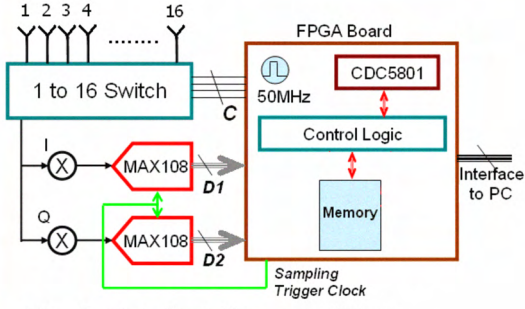 1 2 3 4 ........ 16
FPGA Board
1 to 16 Switch
C
50MHz
CDC5801
Control Logic
I
X
MAX108
D1
Memory
Interface
to PC
Q
X
MAX108
D2
Sampling
Trigger Clock